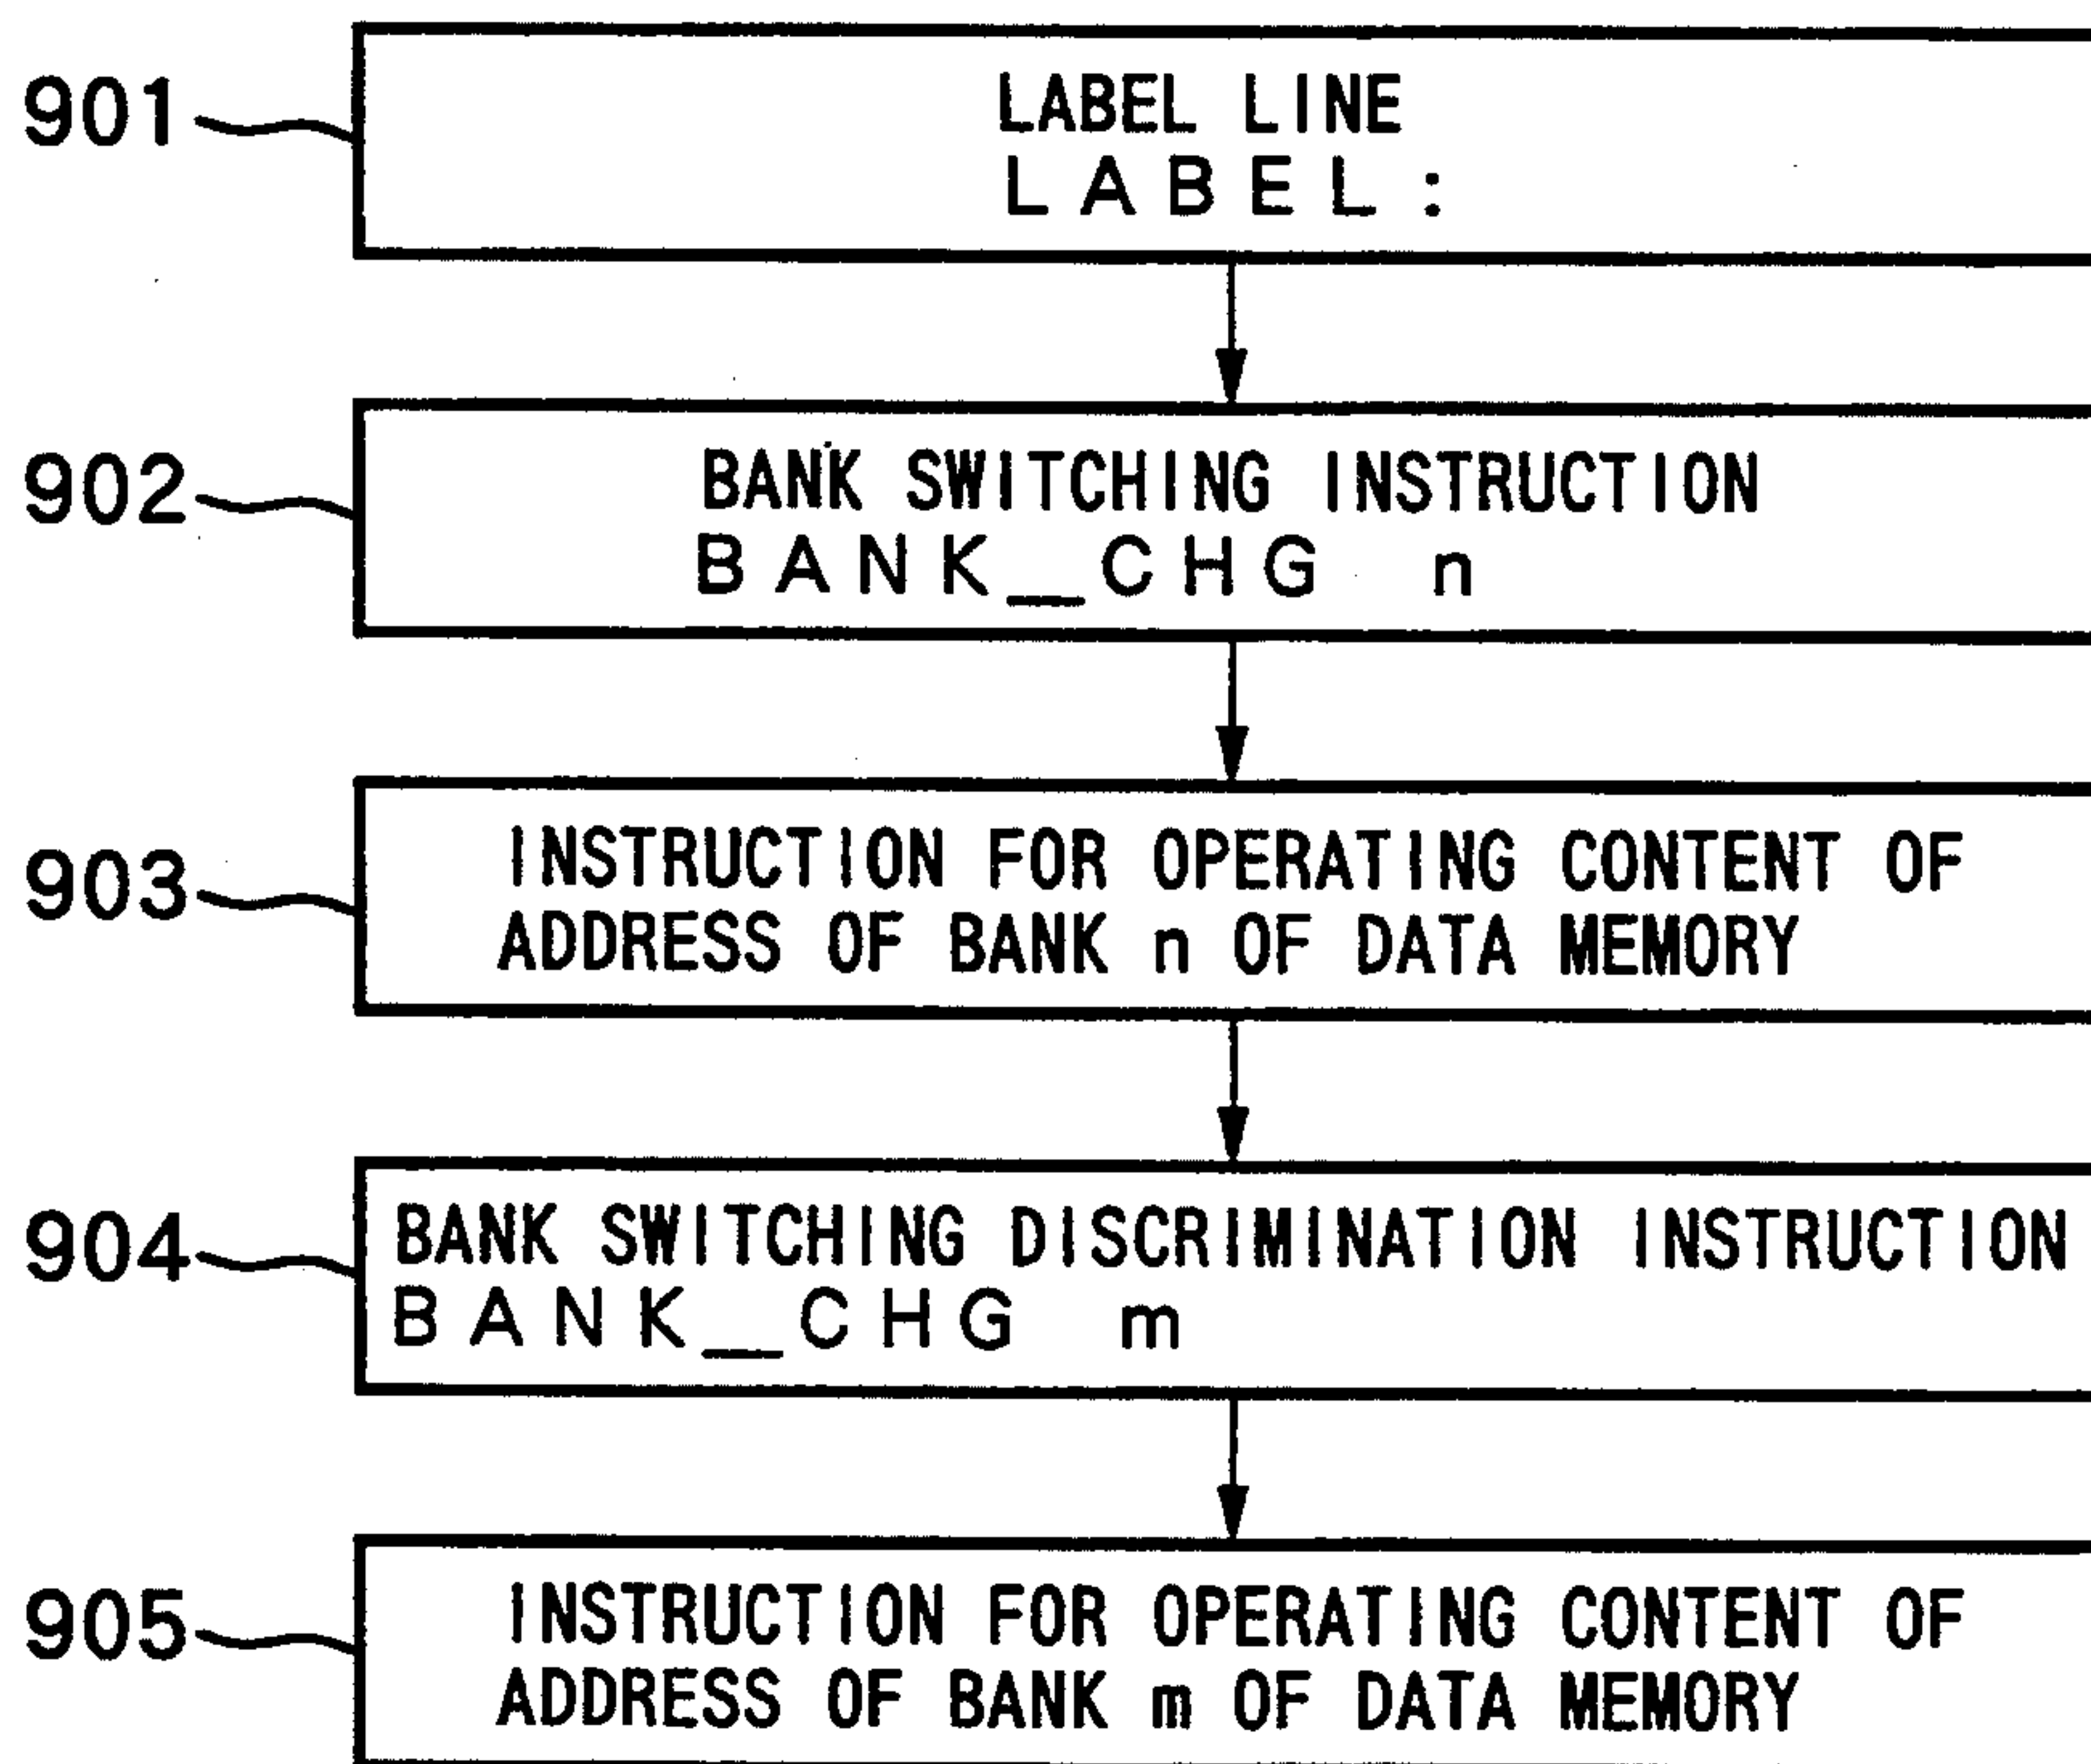 901
LABEL LINE
LABEL:
902
BANK SWITCHING INSTRUCTION
BANK_CHG n
903
INSTRUCTION FOR OPERATING CONTENT OF
ADDRESS OF BANK n OF DATA MEMORY
904
BANK SWITCHING DISCRIMINATION INSTRUCTION
BANK_CHG m
905
INSTRUCTION FOR OPERATING CONTENT OF
ADDRESS OF BANK m OF DATA MEMORY